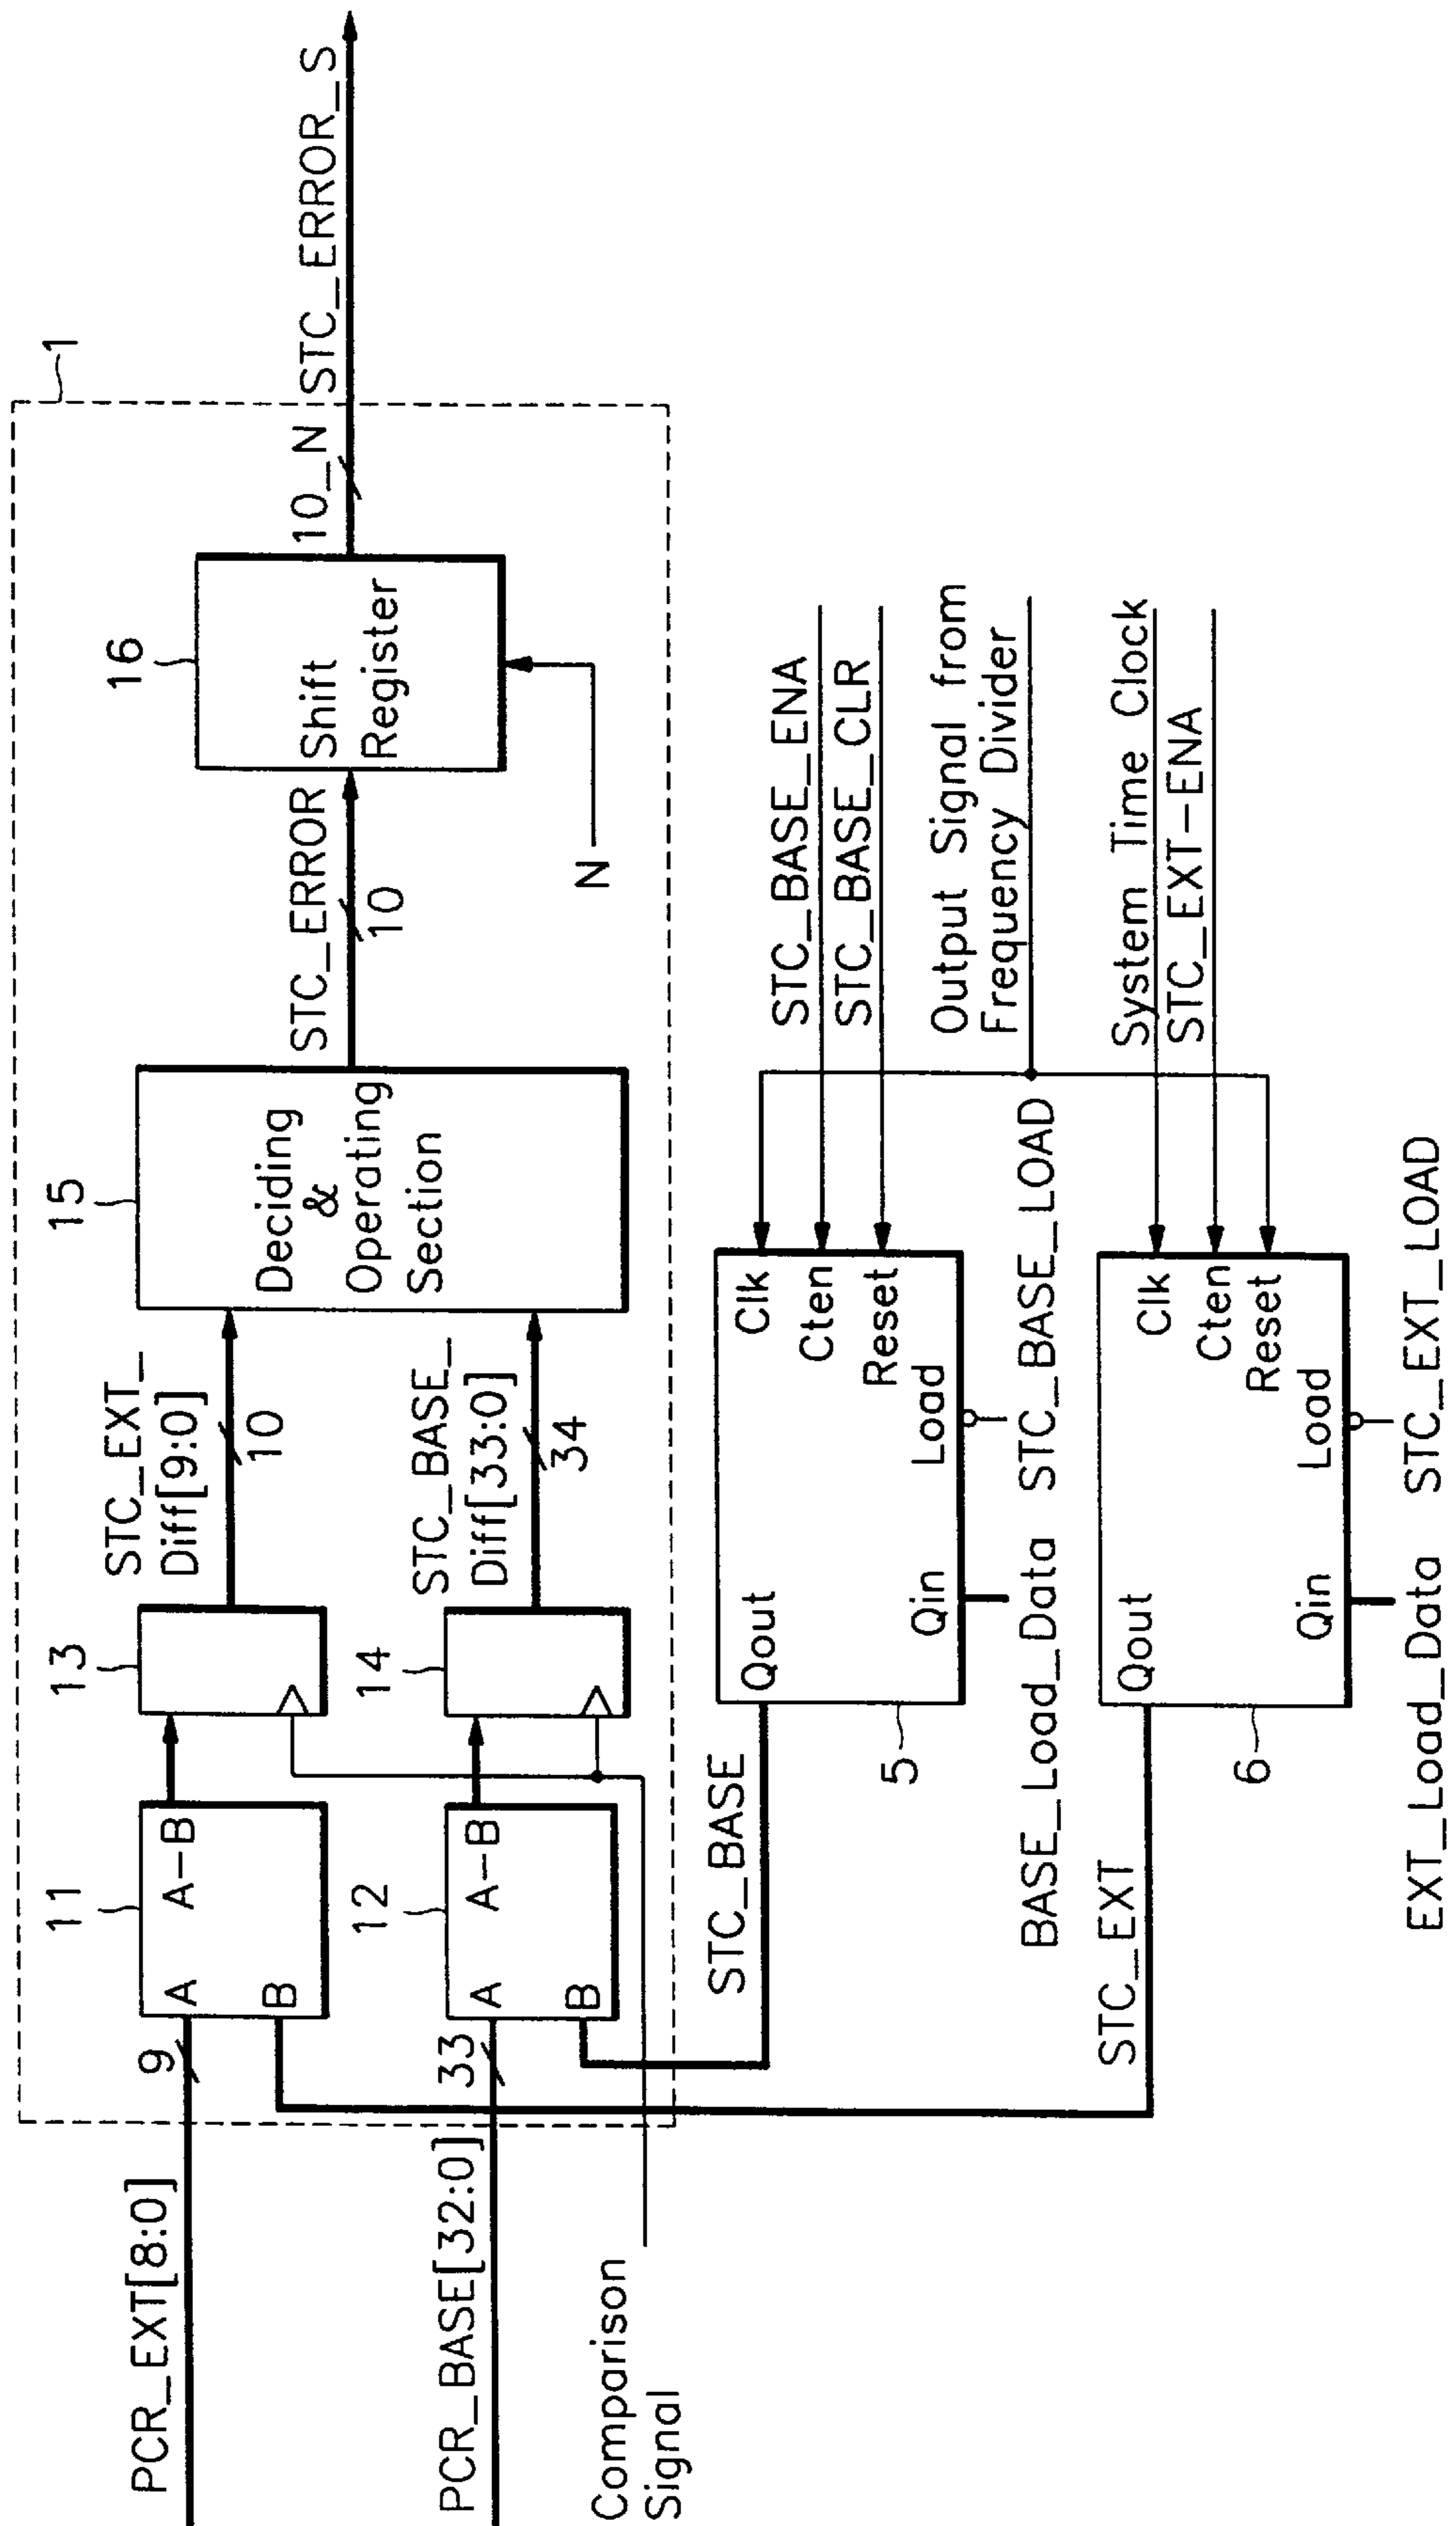 1
PCR_EXT[8:0]
9
11
A
A-B
B
13
STC_EXT_
Diff[9:0]
10
15
Deciding
&
Operating
Section
STC_ERROR
10
16
Shift
Register
N
10_N
STC_ERROR_S
PCR_BASE[32:0]
33
12
A
A-B
B
14
STC_BASE_
Diff[33:0]
34
Comparison
Signal
STC_BASE
Qout
Clk
Cten
Reset
Qin
Load
5
BASE_Load_Data
STC_BASE_LOAD
STC_BASE_ENA
STC_BASE_CLR
Output Signal from
Frequency Divider
System Time Clock
STC_EXT-ENA
STC_EXT
Qout
Clk
Cten
Reset
Qin
Load
6
EXT_Load_Data
STC_EXT_LOAD